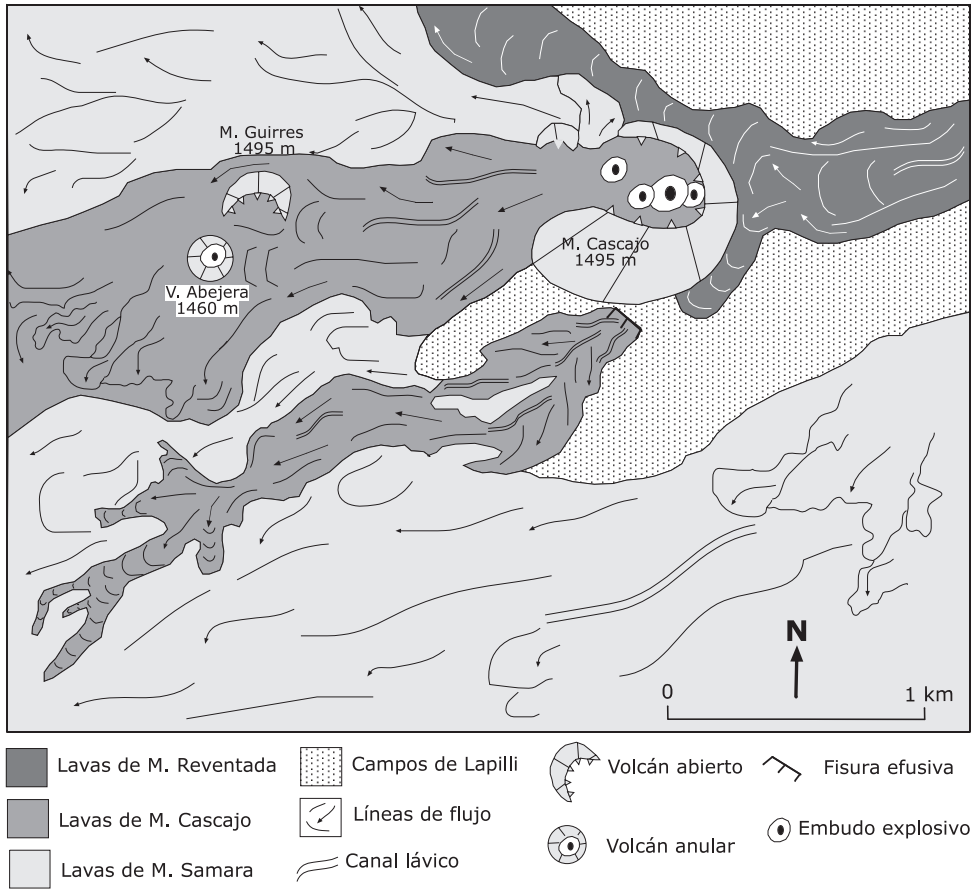 M. Guirres
1495 m
M. Cascajo
1495 m
V. Abejera
1460 m
N
0 1 km
Lavas de M. Reventada
Campos de Lapilli
Volcán abierto
Fisura efusiva
Lavas de M. Cascajo
Líneas de flujo
Volcán anular
Embudo explosivo
Lavas de M. Samara
Canal lávico